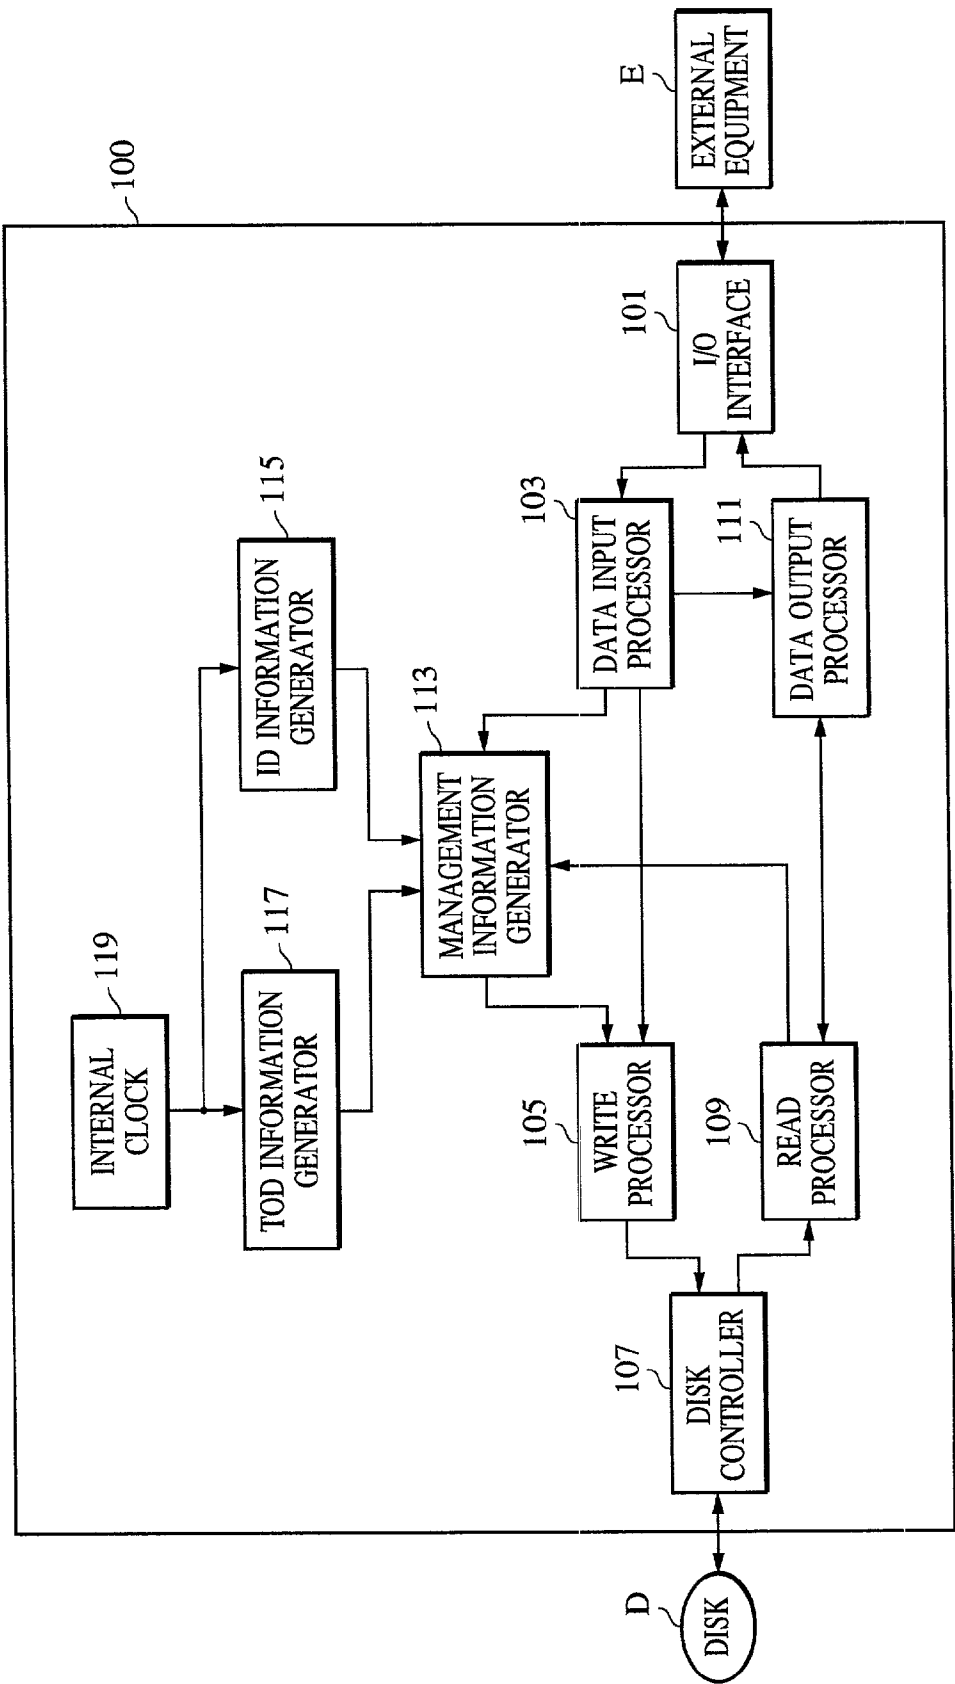 100
119
INTERNAL
CLOCK
117
TOD INFORMATION
GENERATOR
115
ID INFORMATION
GENERATOR
113
MANAGEMENT
INFORMATION
GENERATOR
105
WRITE
PROCESSOR
103
DATA INPUT
PROCESSOR
101
I/O
INTERFACE
E
EXTERNAL
EQUIPMENT
D
DISK
107
DISK
CONTROLLER
109
READ
PROCESSOR
111
DATA OUTPUT
PROCESSOR